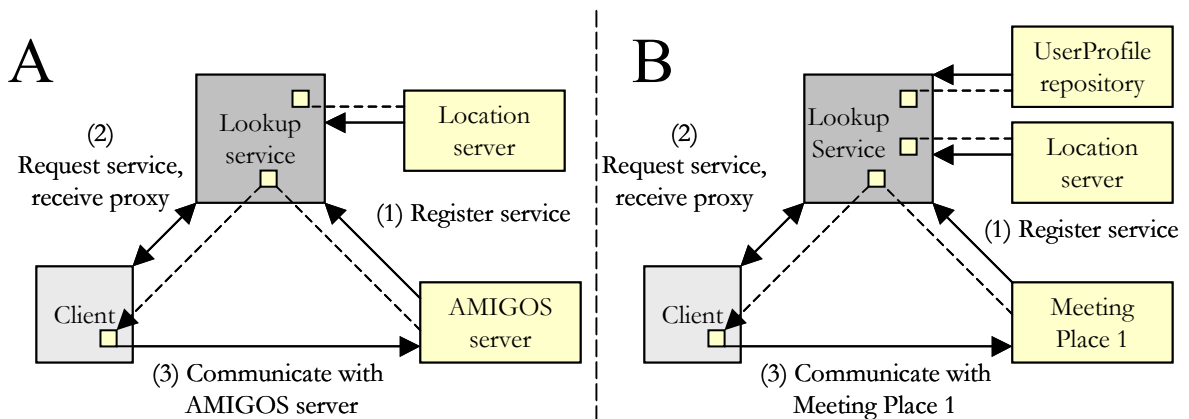 A
(2)
Request service,
receive proxy
Lookup
service
Location
server
(1) Register service
Client
AMIGOS
server
(3) Communicate with
AMIGOS server
B
(2)
Request service,
receive proxy
Lookup
Service
UserProfile
repository
Location
server
(1) Register service
Client
Meeting
Place 1
(3) Communicate with
Meeting Place 1